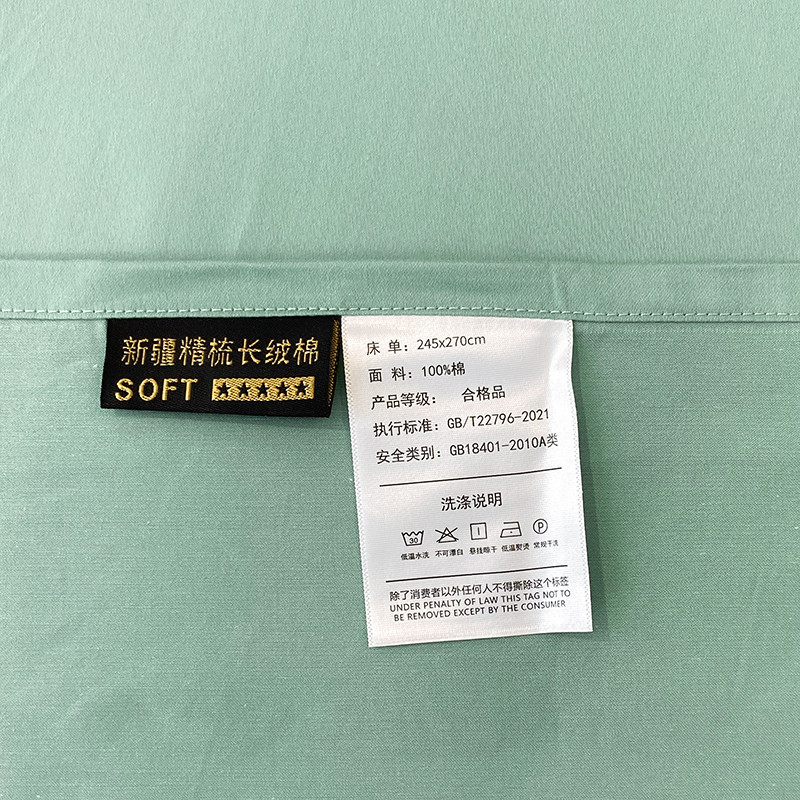 新疆精梳长绒棉
SOFT ★★★★★
床 单：245x270cm
面 料：100%棉
产品等级： 合格品
执行标准：GB/T22796-2021
安全类别：GB18401-2010A类
洗涤说明
30 P
低温水洗 不可漂白 悬挂晾干 低温熨烫 常规干洗
除了消费者以外任何人不得撕除这个标签
UNDER PENALTY OF LAW THIS TAG NOT TO
BE REMOVED EXCEPT BY THE CONSUMER